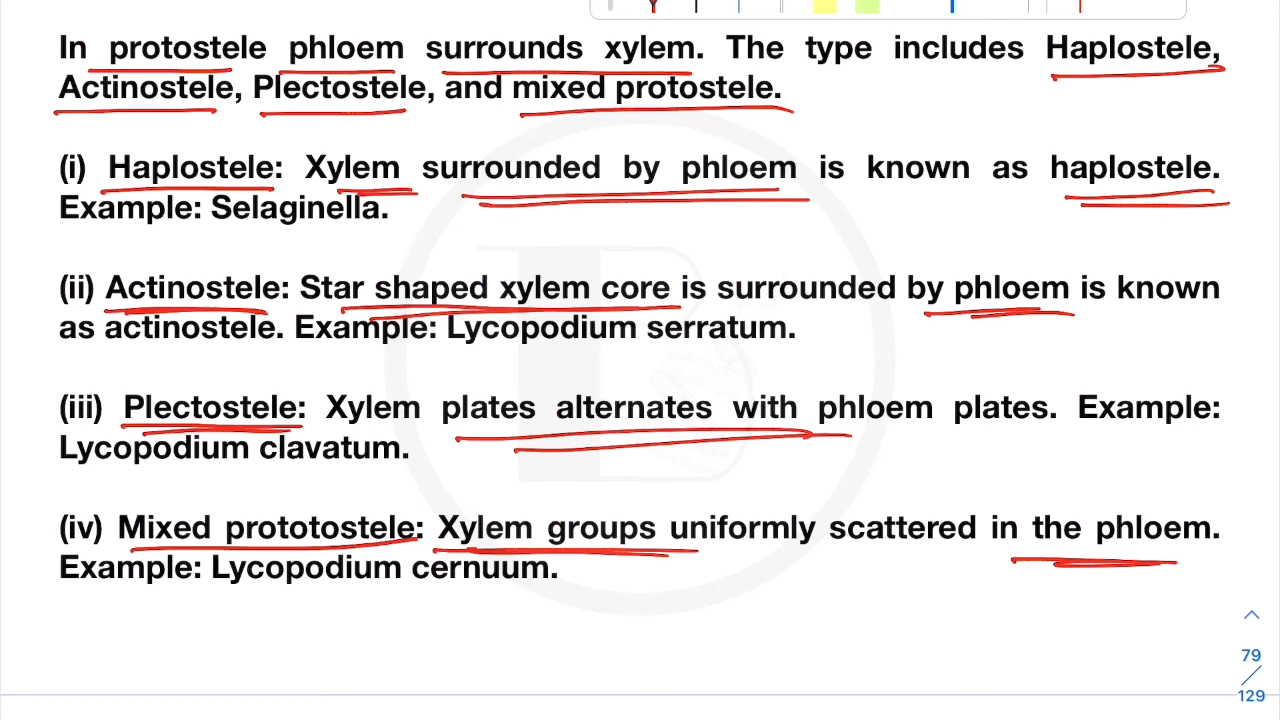 In protostele phloem surrounds xylem. The type includes Haplostele,
Actinostele, Plectostele, and mixed protostele.
(i) Haplostele: Xylem surrounded by phloem is known as haplostele.
Example: Selaginella.
(ii) Actinostele: Star shaped xylem core is surrounded by phloem is known
as actinostele. Example: Lycopodium serratum.
(iii) Plectostele: Xylem plates alternates with phloem plates. Example:
Lycopodium clavatum.
(iv) Mixed prototostele: Xylem groups uniformly scattered in the phloem.
Example: Lycopodium cernuum.
79
129